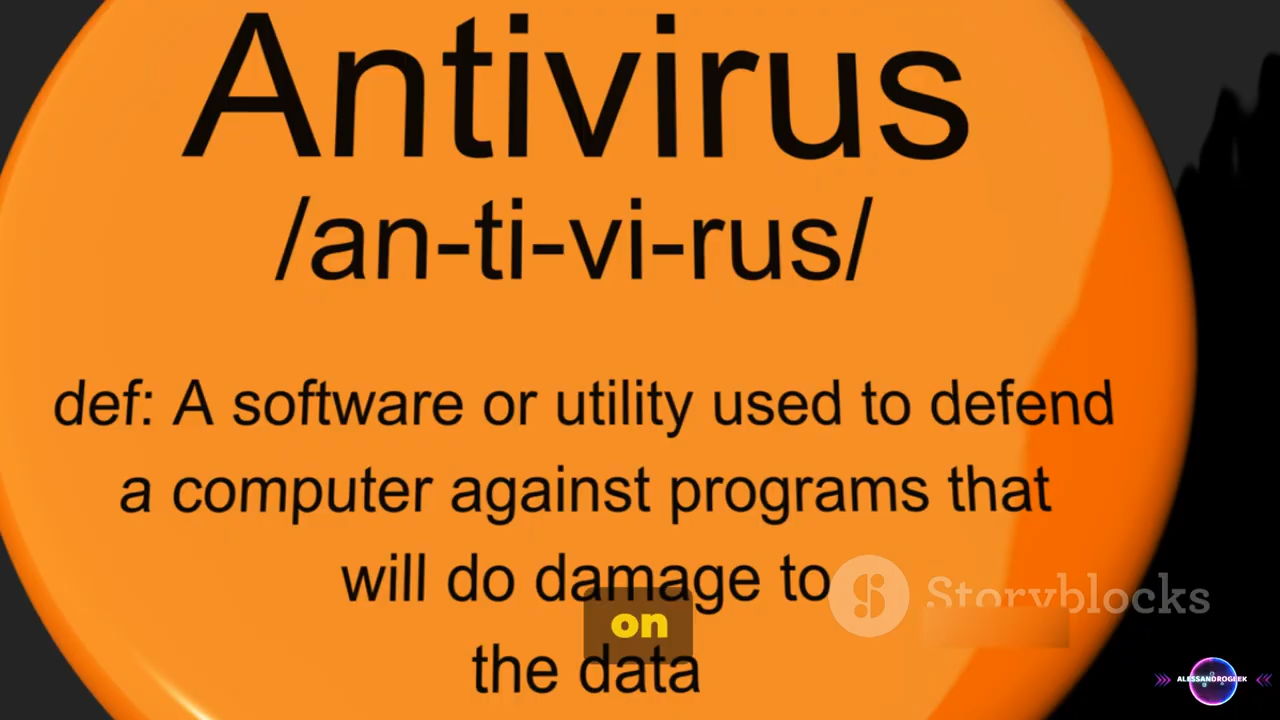 Antivirus
/an-ti-vi-rus/
def: A software or utility used to defend
a computer against programs that
will do damage to
Storyblocks
on
the data
ALESSANDROGEEK